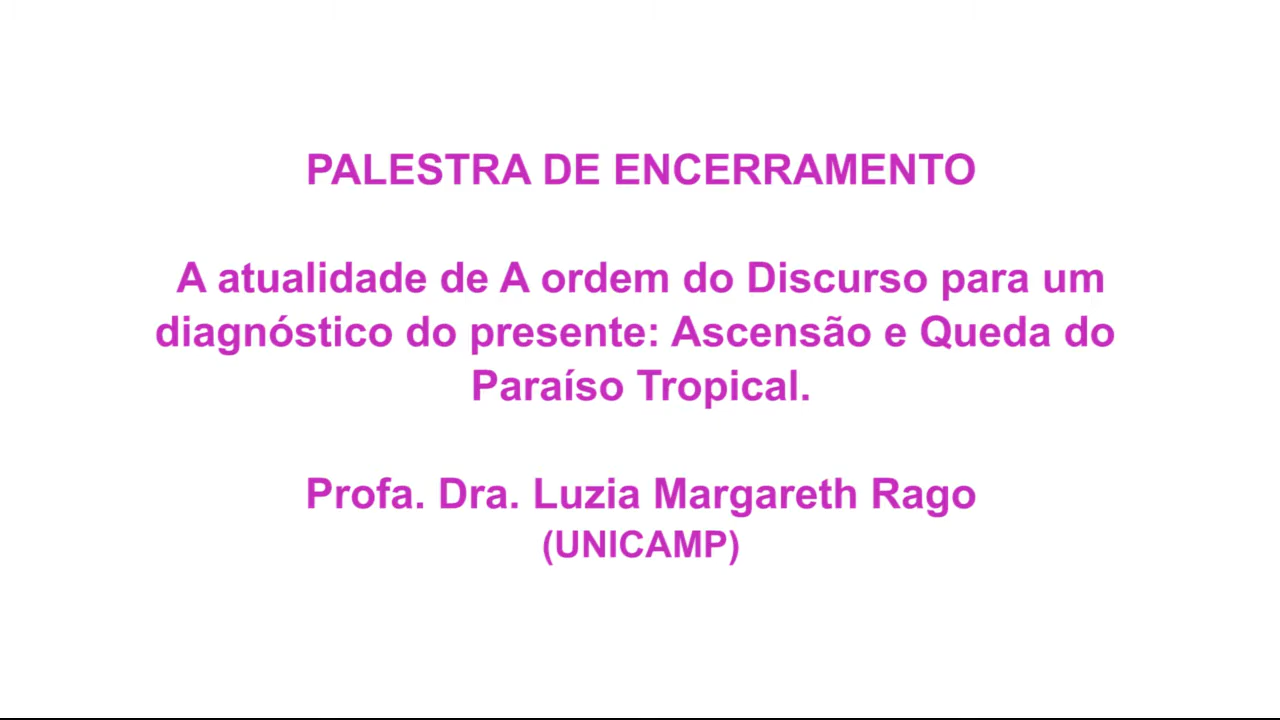 PALESTRA DE ENCERRAMENTO
A atualidade de A ordem do Discurso para um
diagnóstico do presente: Ascensão e Queda do
Paraíso Tropical.
Profa. Dra. Luzia Margareth Rago
(UNICAMP)